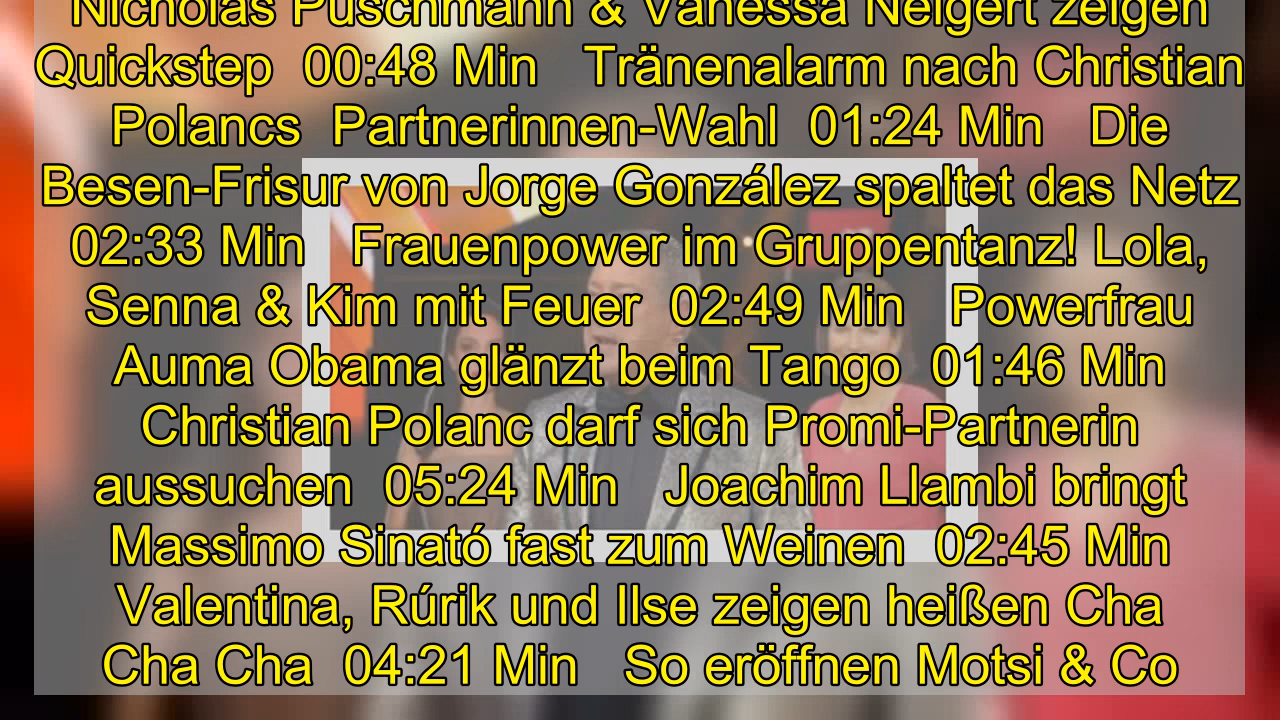 Nicholas Puschmann & Vanessa Neigert zeigen
Quickstep  00:48 Min   Tränenalarm nach Christian
Polancs  Partnerinnen-Wahl  01:24 Min   Die
Besen-Frisur von Jorge González spaltet das Netz
02:33 Min   Frauenpower im Gruppentanz! Lola,
Senna & Kim mit Feuer  02:49 Min   Powerfrau
Auma Obama glänzt beim Tango  01:46 Min
Christian Polanc darf sich Promi-Partnerin
aussuchen  05:24 Min   Joachim Llambi bringt
Massimo Sinató fast zum Weinen  02:45 Min
Valentina, Rúrik und Ilse zeigen heißen Cha
Cha Cha  04:21 Min   So eröffnen Motsi & Co